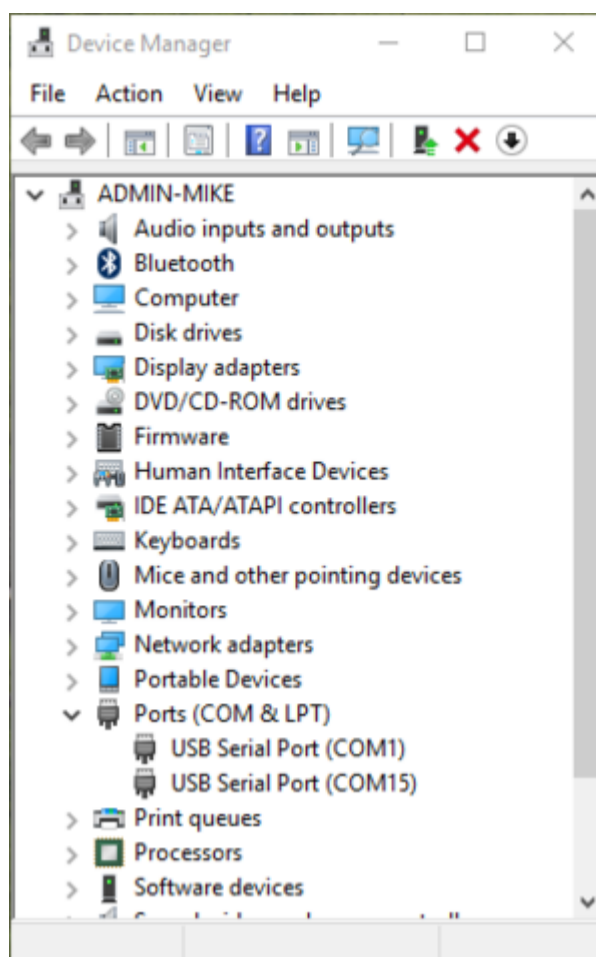 Device Manager
File Action View Help
ADMIN-MIKE
Audio inputs and outputs
Bluetooth
Computer
Disk drives
Display adapters
DVD/CD-ROM drives
Firmware
Human Interface Devices
IDE ATA/ATAPI controllers
Keyboards
Mice and other pointing devices
Monitors
Network adapters
Portable Devices
Ports (COM & LPT)
USB Serial Port (COM1)
USB Serial Port (COM15)
Print queues
Processors
Software devices